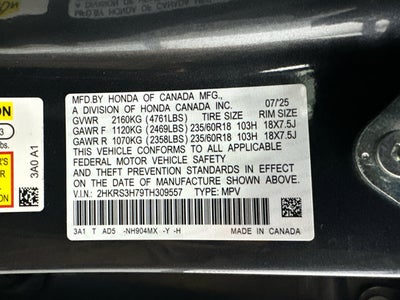 MFD.BY HONDA OF CANADA MFG.,
A DIVISION OF HONDA CANADA INC. 07/25
GVWR 2160KG (4761LBS) TIRE SIZE RIM SIZE
GAWR F 1120KG (2469LBS) 235/60R18 103H 18X7.5J
GAWR R 1070KG (2358LBS) 235/60R18 103H 18X7.5J
THIS VEHICLE CONFORMS TO ALL APPLICABLE
FEDERAL MOTOR VEHICLE SAFETY
AND THEFT PREVENTION STANDARDS IN EFFECT
ON THE DATE OF MANUFACTURE SHOWN ABOVE.
V.I.N.: 2HKRS3H79TH309557 TYPE: MPV
3A1 T AD5 -NH904MX -Y -H MADE IN CANADA
3A0 A1